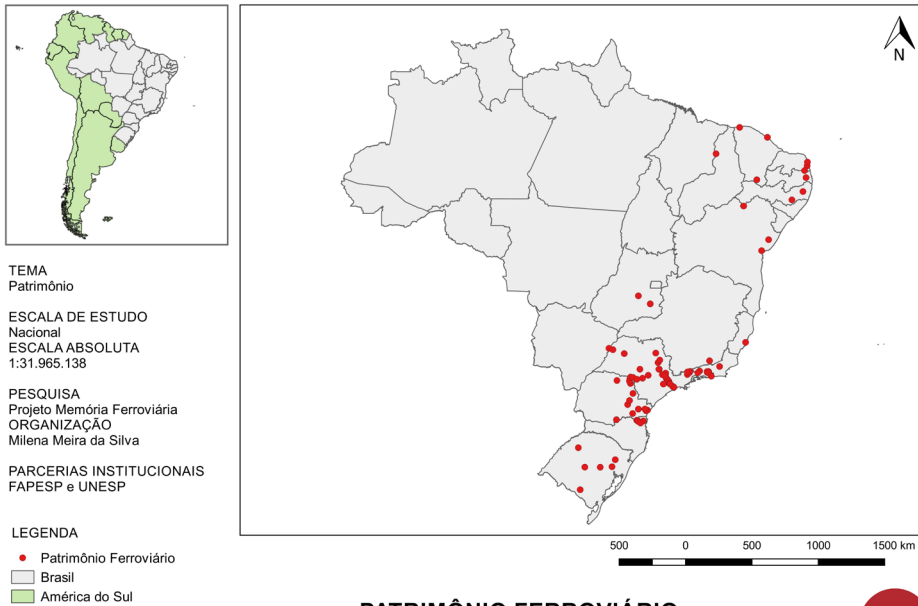 N
TEMA
Patrimônio
ESCALA DE ESTUDO
Nacional
ESCALA ABSOLUTA
1:31.965.138
PESQUISA
Projeto Memória Ferroviária
ORGANIZAÇÃO
Milena Meira da Silva
PARCERIAS INSTITUCIONAIS
FAPESP e UNESP
LEGENDA
Patrimônio Ferroviário
Brasil
América do Sul
500 0 500 1000 1500 km
PATRIMÔNIO FERROVIÁRIO